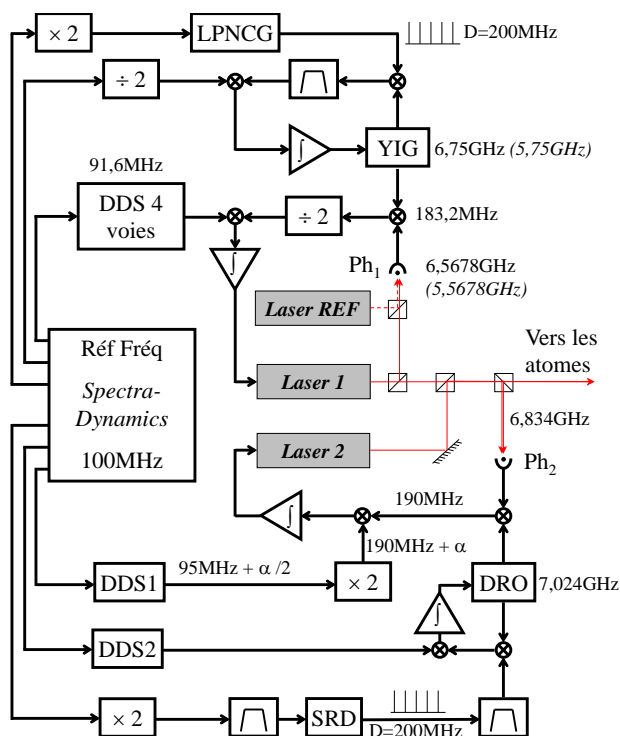 × 2
LPNCG
D=200MHz
÷ 2
∫
YIG
6,75GHz (5,75GHz)
91,6MHz
DDS 4
voies
÷ 2
183,2MHz
∫
Ph1
6,5678GHz
(5,5678GHz)
Laser REF
Réf Fréq
Spectra-
Dynamics
100MHz
Laser 1
Vers les
atomes
Laser 2
6,834GHz
Ph2
190MHz
∫
190MHz + α
DDS1
95MHz + α /2
× 2
DRO
7,024GHz
∫
DDS2
× 2
SRD
D=200MHz